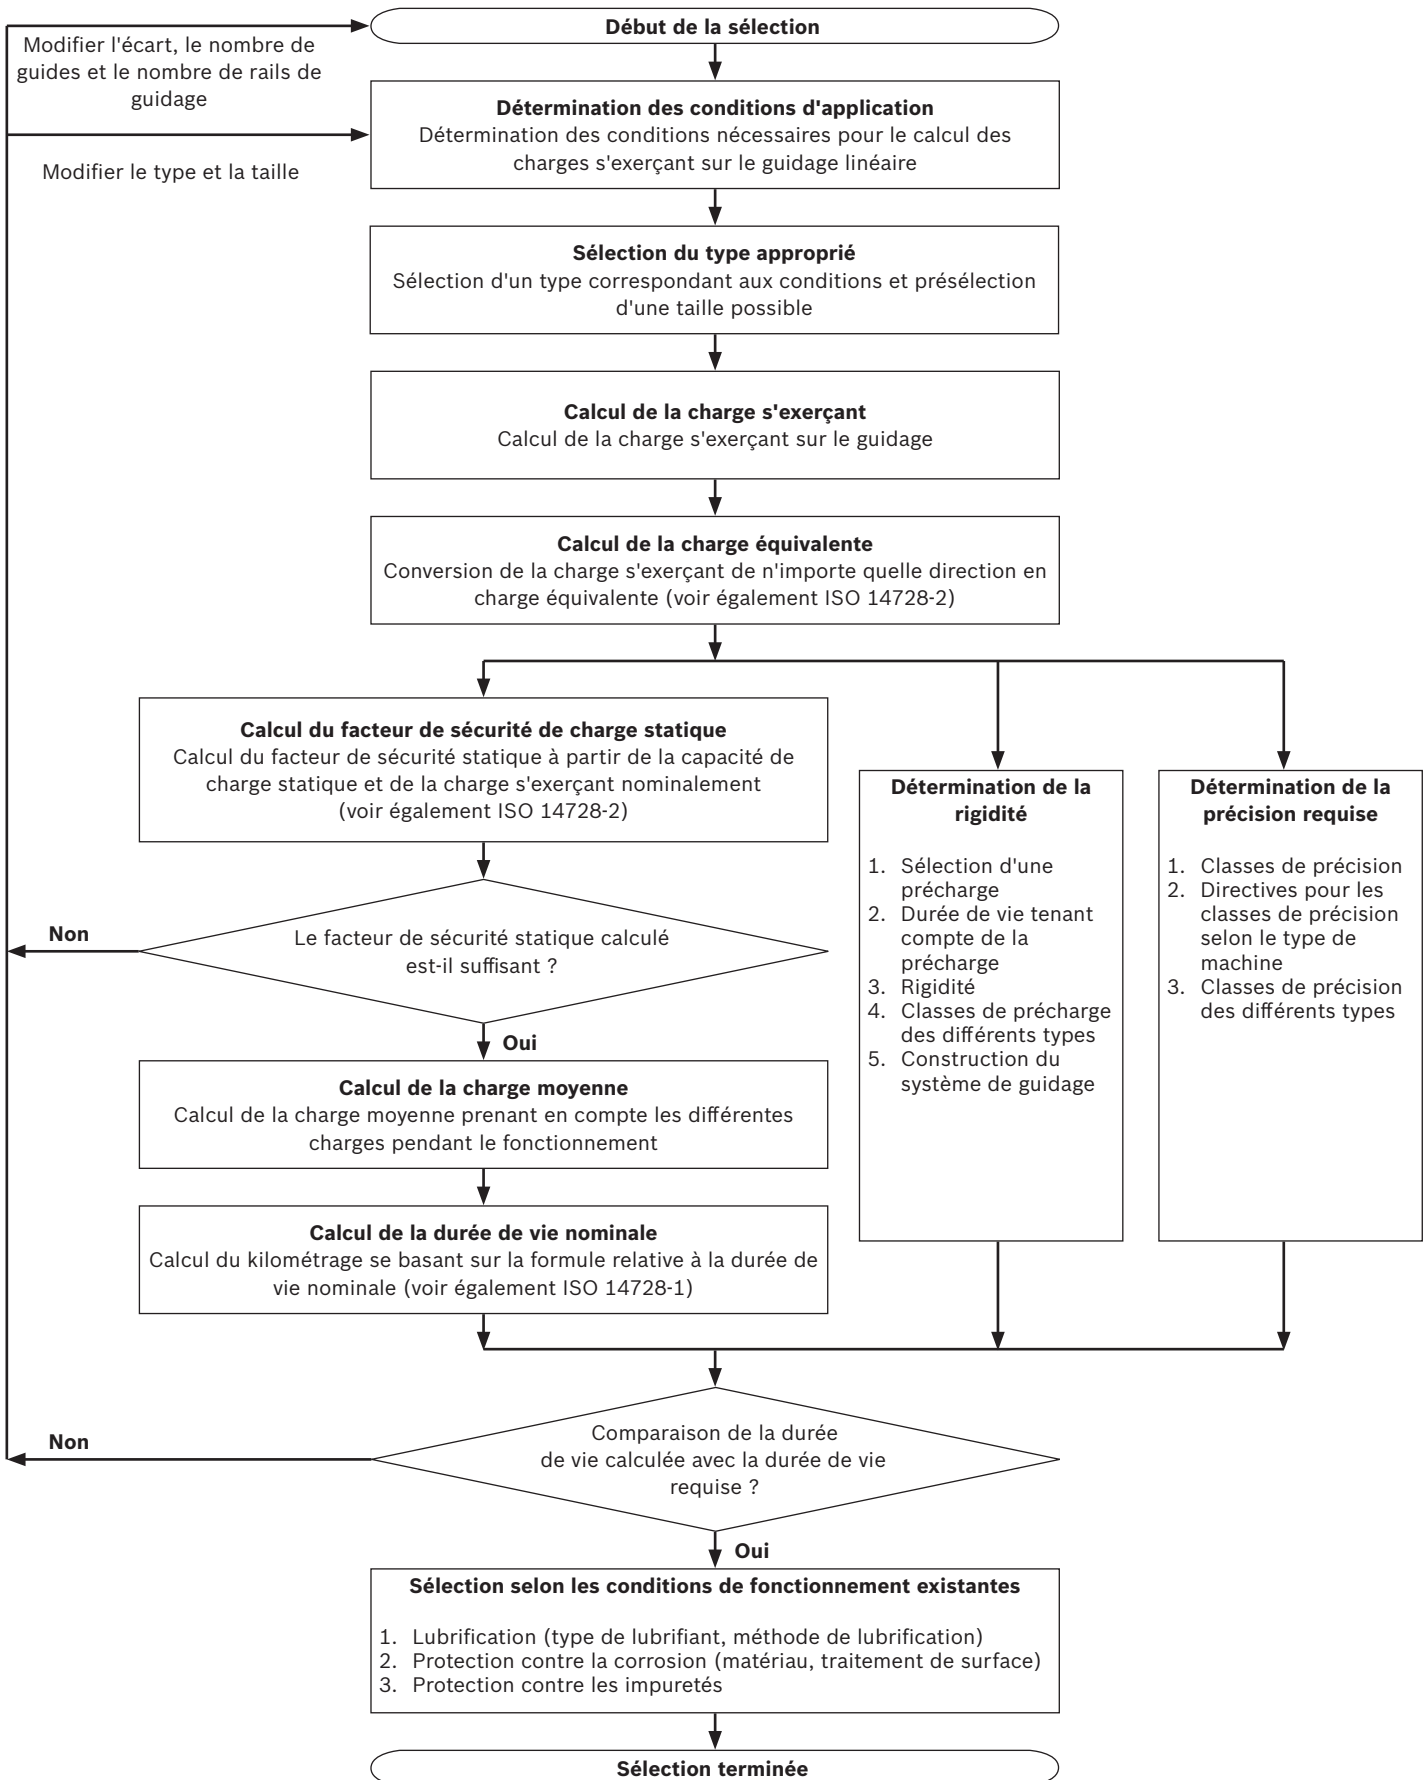 Début de la sélection
Modifier l'écart, le nombre de
guides et le nombre de rails de
guidage
Détermination des conditions d'application
Détermination des conditions nécessaires pour le calcul des
charges s'exerçant sur le guidage linéaire
Modifier le type et la taille
Sélection du type approprié
Sélection d'un type correspondant aux conditions et présélection
d'une taille possible
Calcul de la charge s'exerçant
Calcul de la charge s'exerçant sur le guidage
Calcul de la charge équivalente
Conversion de la charge s'exerçant de n'importe quelle direction en
charge équivalente (voir également ISO 14728-2)
Calcul du facteur de sécurité de charge statique
Calcul du facteur de sécurité statique à partir de la capacité de
charge statique et de la charge s'exerçant nominalement
(voir également ISO 14728-2)
Non
Le facteur de sécurité statique calculé
est-il suffisant ?
Oui
Calcul de la charge moyenne
Calcul de la charge moyenne prenant en compte les différentes
charges pendant le fonctionnement
Calcul de la durée de vie nominale
Calcul du kilométrage se basant sur la formule relative à la durée de
vie nominale (voir également ISO 14728-1)
Détermination de la
rigidité
1. Sélection d'une
précharge
2. Durée de vie tenant
compte de la
précharge
3. Rigidité
4. Classes de précharge
des différents types
5. Construction du
système de guidage
Détermination de la
précision requise
1. Classes de précision
2. Directives pour les
classes de précision
selon le type de
machine
3. Classes de précision
des différents types
Non
Comparaison de la durée
de vie calculée avec la durée de vie
requise ?
Oui
Sélection selon les conditions de fonctionnement existantes
1. Lubrification (type de lubrifiant, méthode de lubrification)
2. Protection contre la corrosion (matériau, traitement de surface)
3. Protection contre les impuretés
Sélection terminée